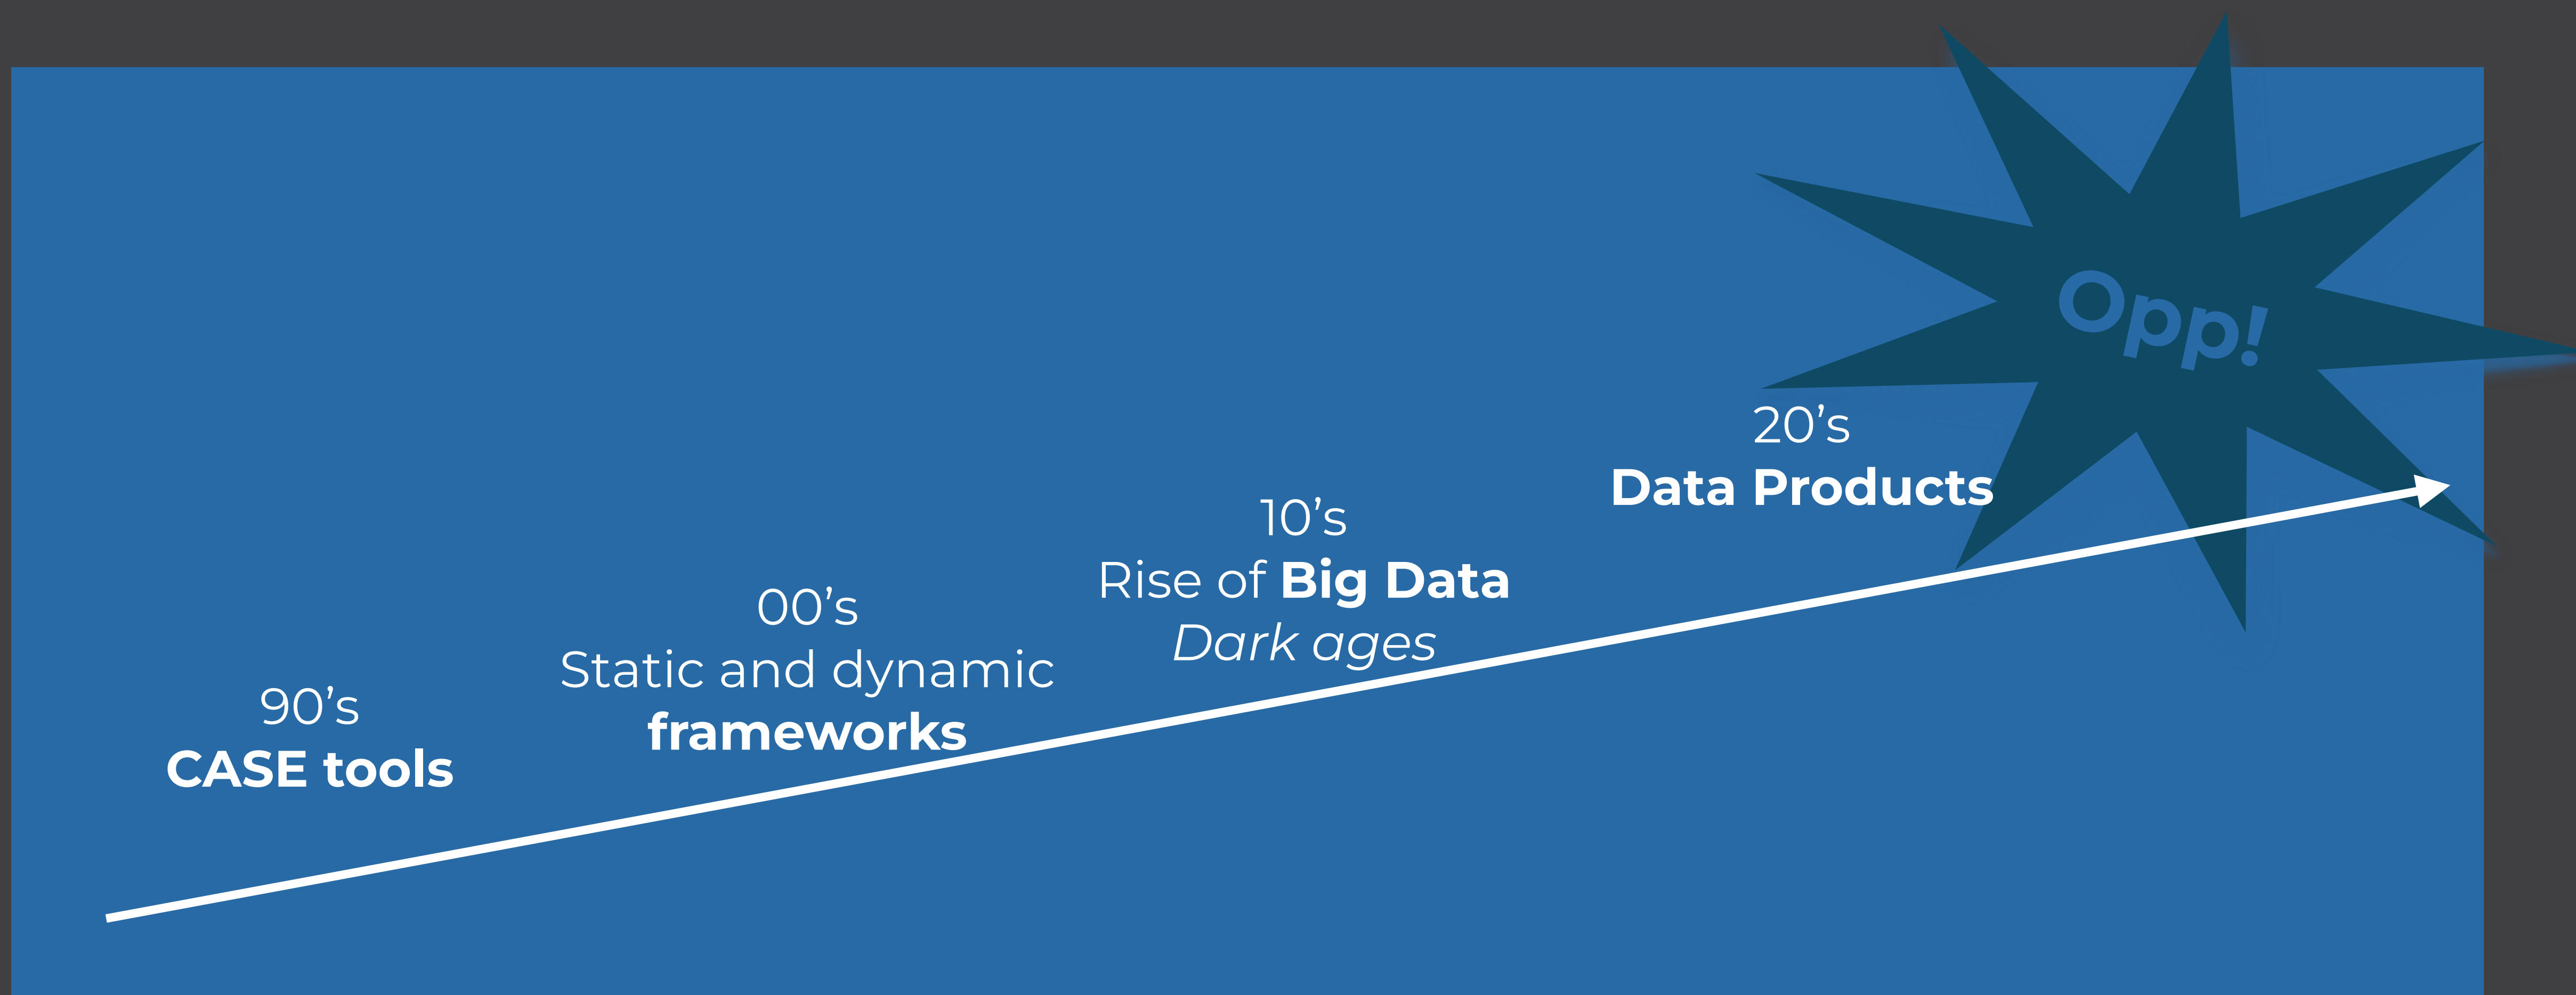 90’s
CASE tools
00’s
Static and dynamic
frameworks
10’s
Rise of Big Data
Dark ages
20’s
Data Products
Opp!